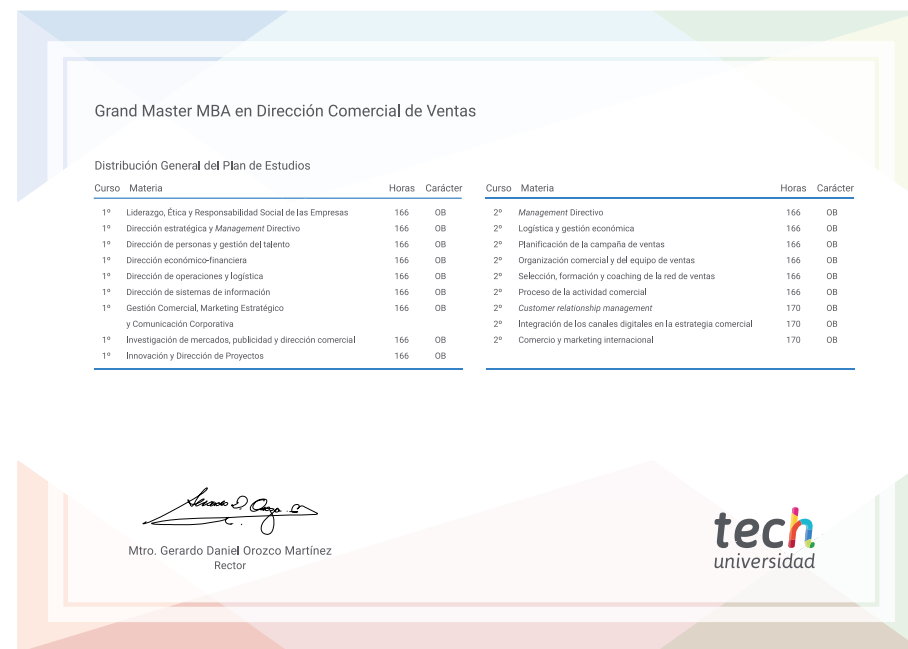 Grand Master MBA en Dirección Comercial de Ventas
Distribución General del Plan de Estudios
Curso Materia Horas Carácter
1º Liderazgo, Ética y Responsabilidad Social de las Empresas 166 OB
1º Dirección estratégica y Management Directivo 166 OB
1º Dirección de personas y gestión del talento 166 OB
1º Dirección económico-financiera 166 OB
1º Dirección de operaciones y logística 166 OB
1º Dirección de sistemas de información 166 OB
1º Gestión Comercial, Marketing Estratégico 166 OB
y Comunicación Corporativa
1º Investigación de mercados, publicidad y dirección comercial 166 OB
1º Innovación y Dirección de Proyectos 166 OB
Curso Materia Horas Carácter
2º Management Directivo 166 OB
2º Logística y gestión económica 166 OB
2º Planificación de la campaña de ventas 166 OB
2º Organización comercial y del equipo de ventas 166 OB
2º Selección, formación y coaching de la red de ventas 166 OB
2º Proceso de la actividad comercial 166 OB
2º Customer relationship management 170 OB
2º Integración de los canales digitales en la estrategia comercial 170 OB
2º Comercio y marketing internacional 170 OB
Mtro. Gerardo Daniel Orozco Martínez
Rector
tech
universidad